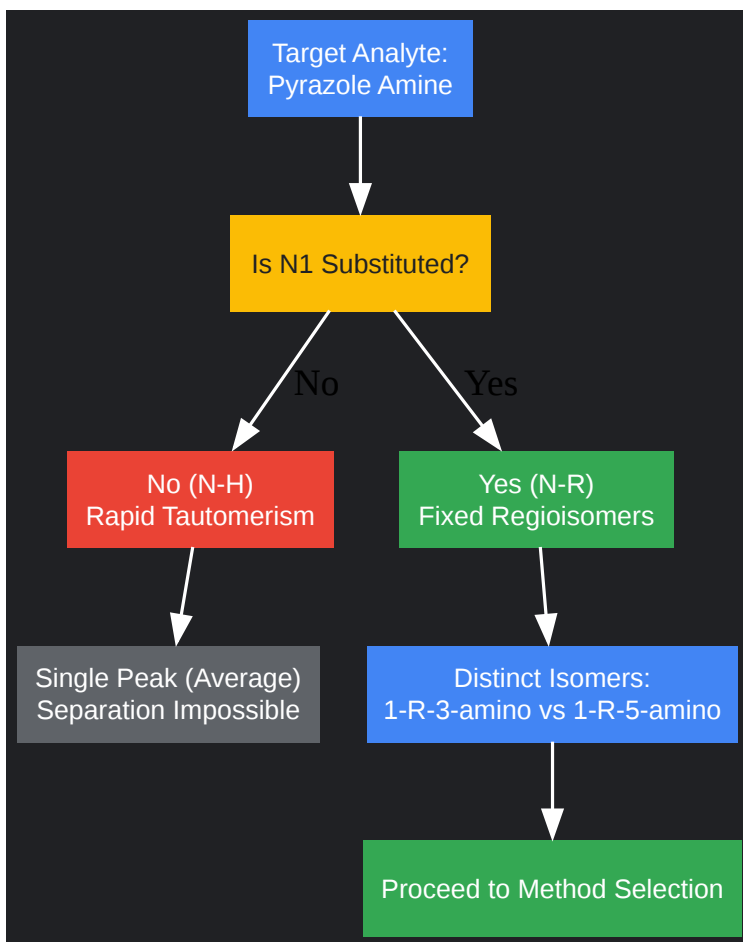 Target Analyte:
Pyrazole Amine
Is N1 Substituted?
No
Yes
No (N-H)
Rapid Tautomerism
Yes (N-R)
Fixed Regioisomers
Single Peak (Average)
Separation Impossible
Distinct Isomers:
1-R-3-amino vs 1-R-5-amino
Proceed to Method Selection